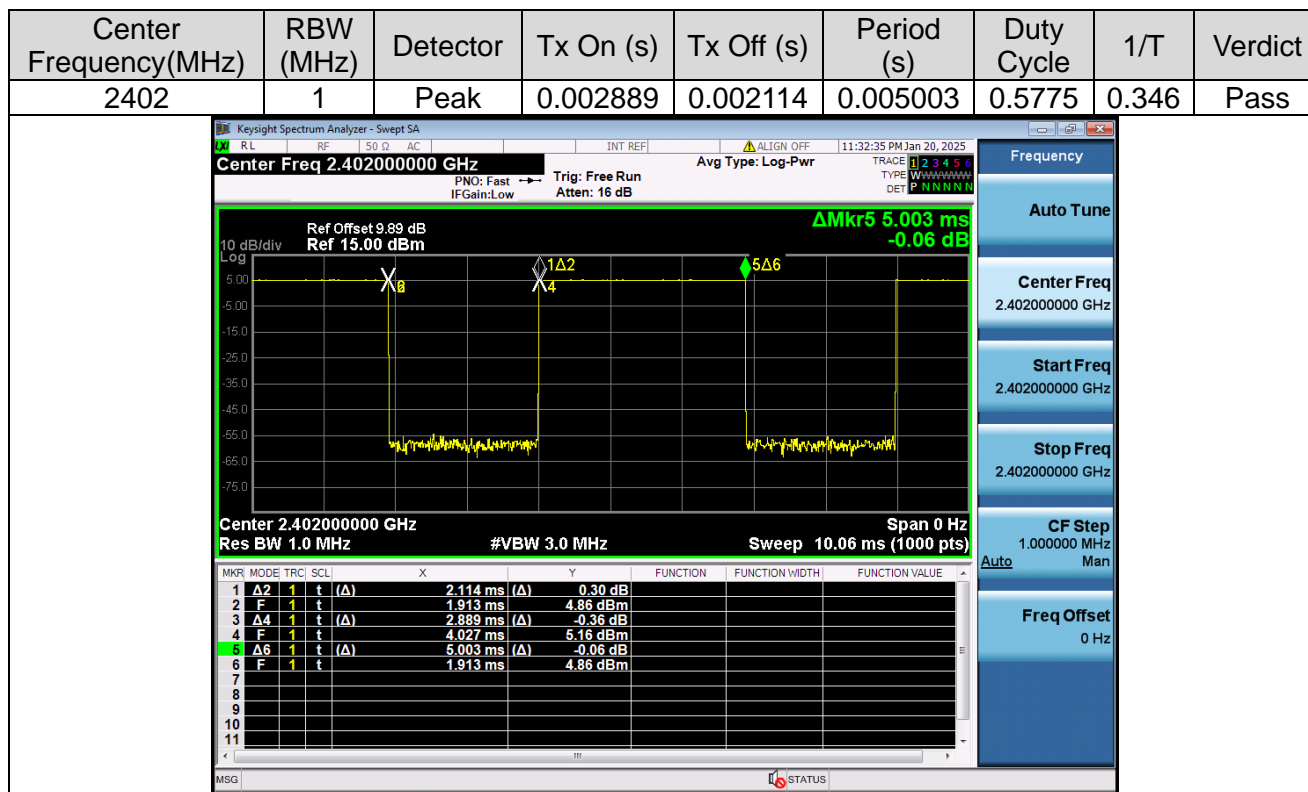 Center Frequency(MHz) RBW (MHz) Detector Tx On (s) Tx Off (s) Period (s) Duty Cycle 1/T Verdict
2402 1 Peak 0.002889 0.002114 0.005003 0.5775 0.346 Pass
Keysight Spectrum Analyzer - Swept SA
LXI RL RF 50 Ω AC INT REF ALIGN OFF 11:32:35 PM Jan 20, 2025
Center Freq 2.402000000 GHz
PNO: Fast
IFGain:Low
Trig: Free Run
Atten: 16 dB
Avg Type: Log-Pwr
TRACE 1 2 3 4 5 6
TYPE WWWWWWW
DET P N N N N N
Frequency
Auto Tune
Center Freq
2.402000000 GHz
Start Freq
2.402000000 GHz
Stop Freq
2.402000000 GHz
CF Step
1.000000 MHz
Auto Man
Freq Offset
0 Hz
ΔMkr5 5.003 ms
-0.06 dB
Ref Offset 9.89 dB
10 dB/div Ref 15.00 dBm
Log
1Δ2
5Δ6
4
5.00
-5.00
-15.0
-25.0
-35.0
-45.0
-55.0
-65.0
-75.0
Center 2.402000000 GHz Span 0 Hz
Res BW 1.0 MHz #VBW 3.0 MHz Sweep 10.06 ms (1000 pts)
MKR MODE TRC SCL X Y FUNCTION FUNCTION WIDTH FUNCTION VALUE
1 Δ2 1 t (Δ) 2.114 ms (Δ) 0.30 dB
2 F 1 t 1.913 ms 4.86 dBm
3 Δ4 1 t (Δ) 2.889 ms (Δ) -0.36 dB
4 F 1 t 4.027 ms 5.16 dBm
5 Δ6 1 t (Δ) 5.003 ms (Δ) -0.06 dB
6 F 1 t 1.913 ms 4.86 dBm
7
8
9
10
11
MSG STATUS